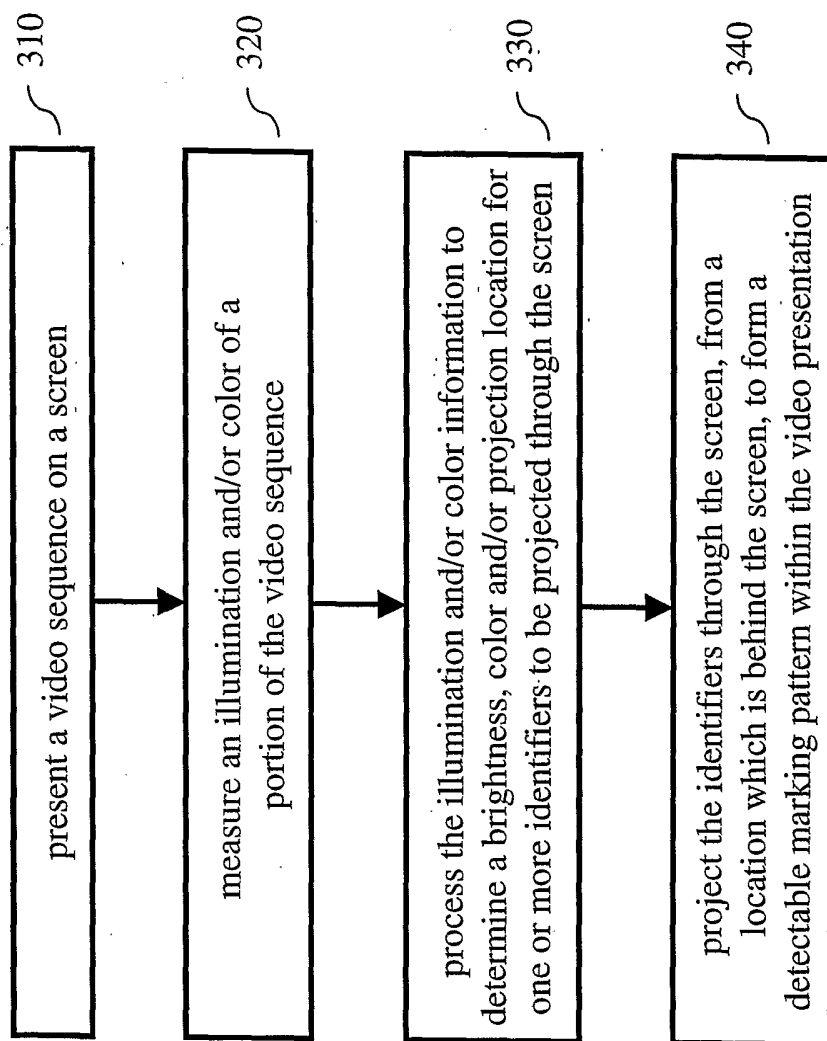 present a video sequence on a screen
310
measure an illumination and/or color of a
portion of the video sequence
320
process the illumination and/or color information to
determine a brightness, color and/or projection location for
one or more identifiers to be projected through the screen
330
project the identifiers through the screen, from a
location which is behind the screen, to form a
detectable marking pattern within the video presentation
340